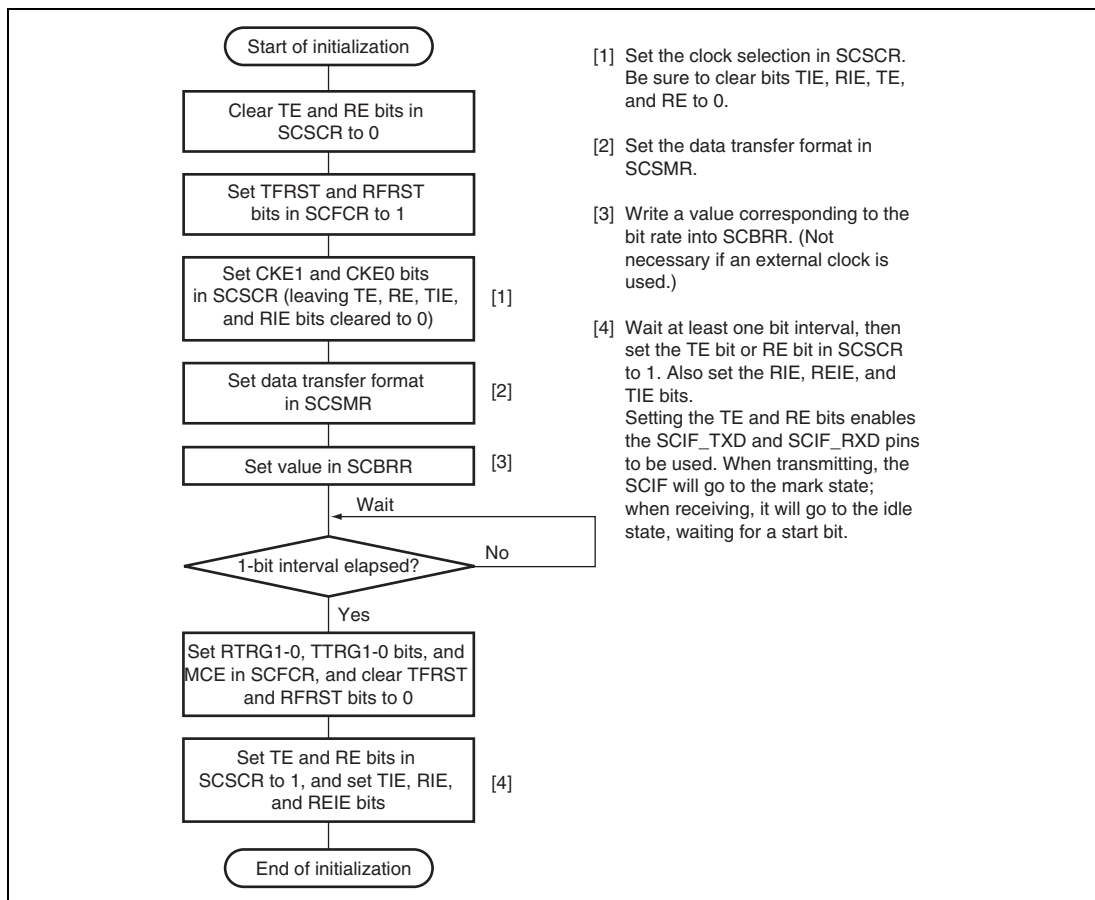 Start of initialization
Clear TE and RE bits in
SCSCR to 0
Set TFRST and RFRST
bits in SCFCR to 1
Set CKE1 and CKE0 bits
in SCSCR (leaving TE, RE, TIE,
and RIE bits cleared to 0)
[1]
Set data transfer format
in SCSMR
[2]
Set value in SCBRR
[3]
Wait
1-bit interval elapsed?
No
Yes
Set RTRG1-0, TTRG1-0 bits, and
MCE in SCFCR, and clear TFRST
and RFRST bits to 0
Set TE and RE bits in
SCSCR to 1, and set TIE, RIE,
and REIE bits
[4]
End of initialization
[1] Set the clock selection in SCSCR.
Be sure to clear bits TIE, RIE, TE,
and RE to 0.
[2] Set the data transfer format in
SCSMR.
[3] Write a value corresponding to the
bit rate into SCBRR. (Not
necessary if an external clock is
used.)
[4] Wait at least one bit interval, then
set the TE bit or RE bit in SCSCR
to 1. Also set the RIE, REIE, and
TIE bits.
Setting the TE and RE bits enables
the SCIF_TXD and SCIF_RXD pins
to be used. When transmitting, the
SCIF will go to the mark state;
when receiving, it will go to the idle
state, waiting for a start bit.